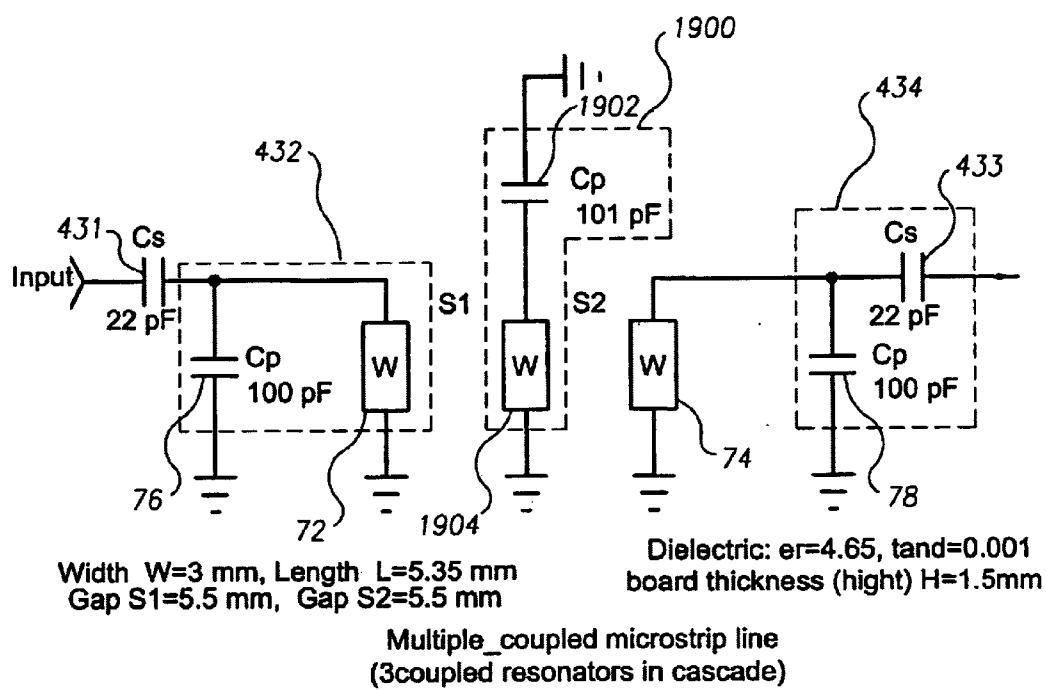 1900
1902
434
432
433
431
Cs
Cp
101 pF
Cs
Input
22 pF
S1
S2
22 pF
Cp
100 pF
W
W
W
Cp
100 pF
76
72
1904
74
78
Width W=3 mm, Length L=5.35 mm
Gap S1=5.5 mm, Gap S2=5.5 mm
Dielectric: er=4.65, tand=0.001
board thickness (hight) H=1.5mm
Multiple_coupled microstrip line
(3coupled resonators in cascade)